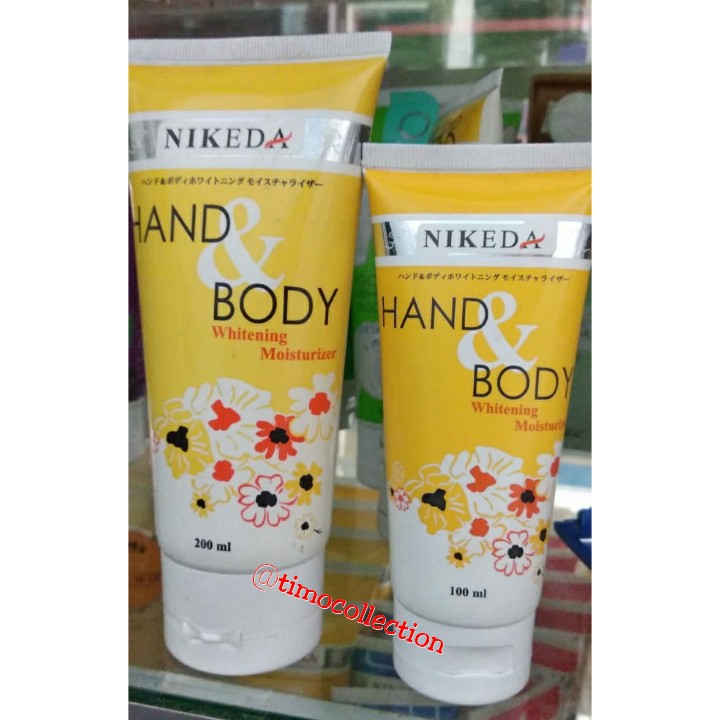 NIKEDA
ハンド&ボディホワイトニング モイスチャライザー
HAND
&
BODY
Whitening
Moisturizer
200 ml
NIKEDA
ハンド&ボディホワイトニング モイスチャライザー
HAND
&
BODY
Whitening
Moisturizer
100 ml
@timocollection